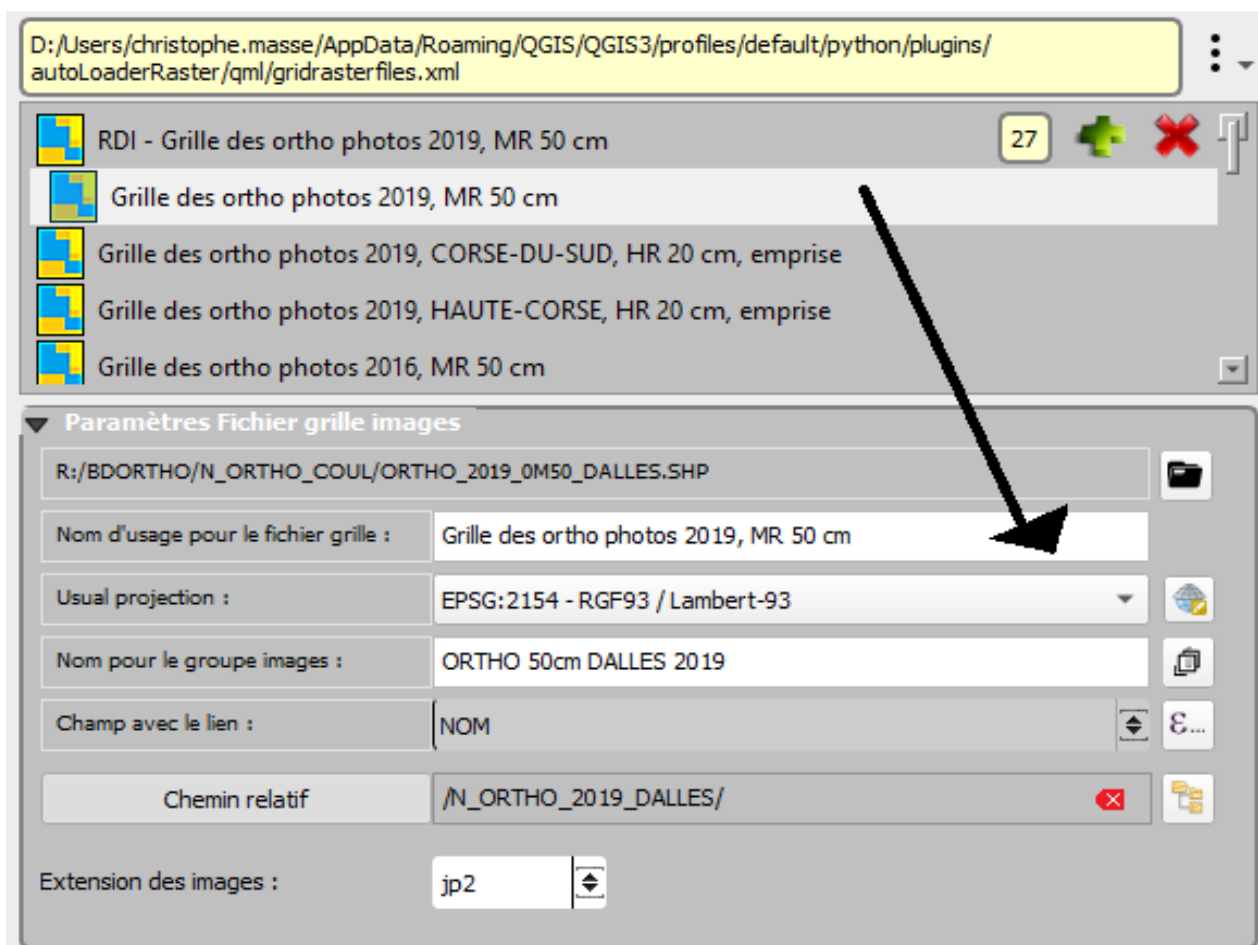 D:/Users/christophe.masse/AppData/Roaming/QGIS/QGIS3/profiles/default/python/plugins/
autoLoaderRaster/qml/gridrasterfiles.xml
RDI - Grille des ortho photos 2019, MR 50 cm 27
Grille des ortho photos 2019, MR 50 cm
Grille des ortho photos 2019, CORSE-DU-SUD, HR 20 cm, emprise
Grille des ortho photos 2019, HAUTE-CORSE, HR 20 cm, emprise
Grille des ortho photos 2016, MR 50 cm
Paramètres Fichier grille images
R:/BDORTHO/N_ORTHO_COUL/ORTHO_2019_0M50_DALLES.SHP
Nom d'usage pour le fichier grille : Grille des ortho photos 2019, MR 50 cm
Usual projection : EPSG:2154 - RGF93 / Lambert-93
Nom pour le groupe images : ORTHO 50cm DALLES 2019
Champ avec le lien : NOM ε...
Chemin relatif /N_ORTHO_2019_DALLES/
Extension des images : jp2